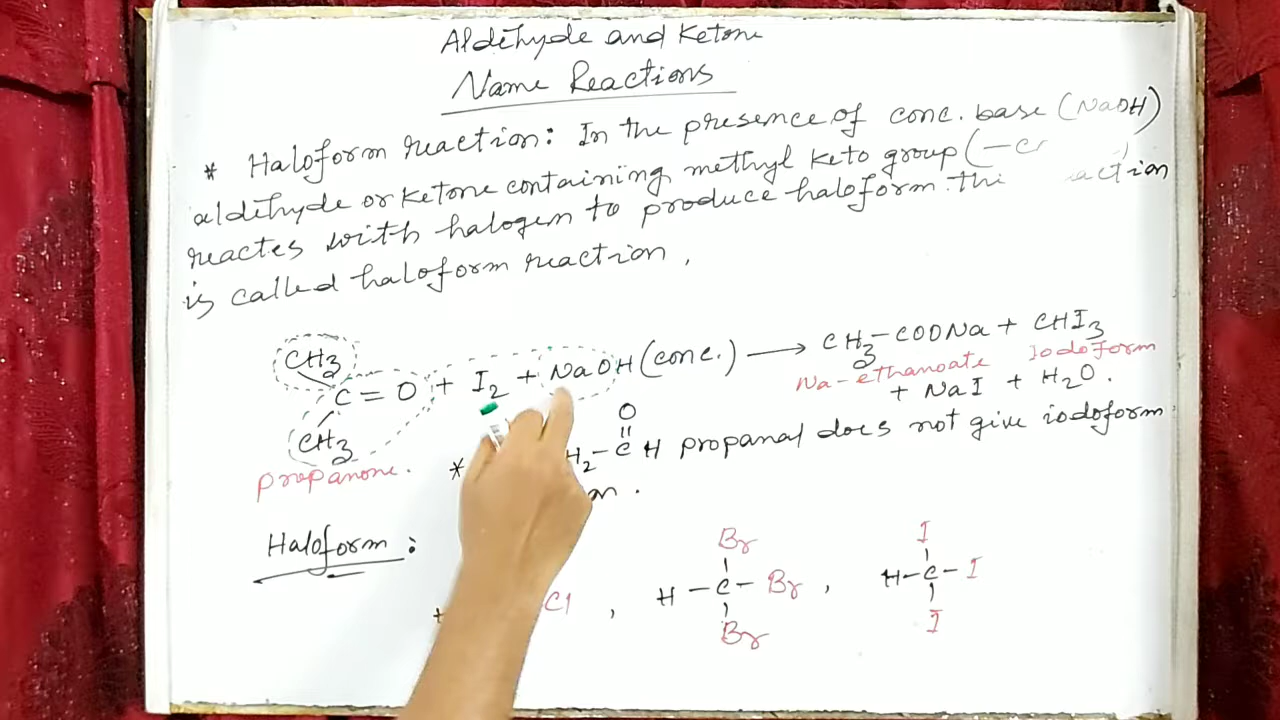 Aldehyde and Ketone
Name Reactions
* Haloform reaction: In the presence of conc. base (NaOH)
aldehyde or Ketone containing methyl keto group (-
reactes with halogen to produce haloform.
is called haloform reaction,
CH3
C = O + I2 + NaOH (conc.) → CH3-COONa + CHI3
Na-ethanoate Iodoform
+ NaI + H2O.
CH3
propanone.
O
* H2-C H propanal does not give iodoform
Haloform:
Cl , H-C-Br , H-C-I
Br I
Br I